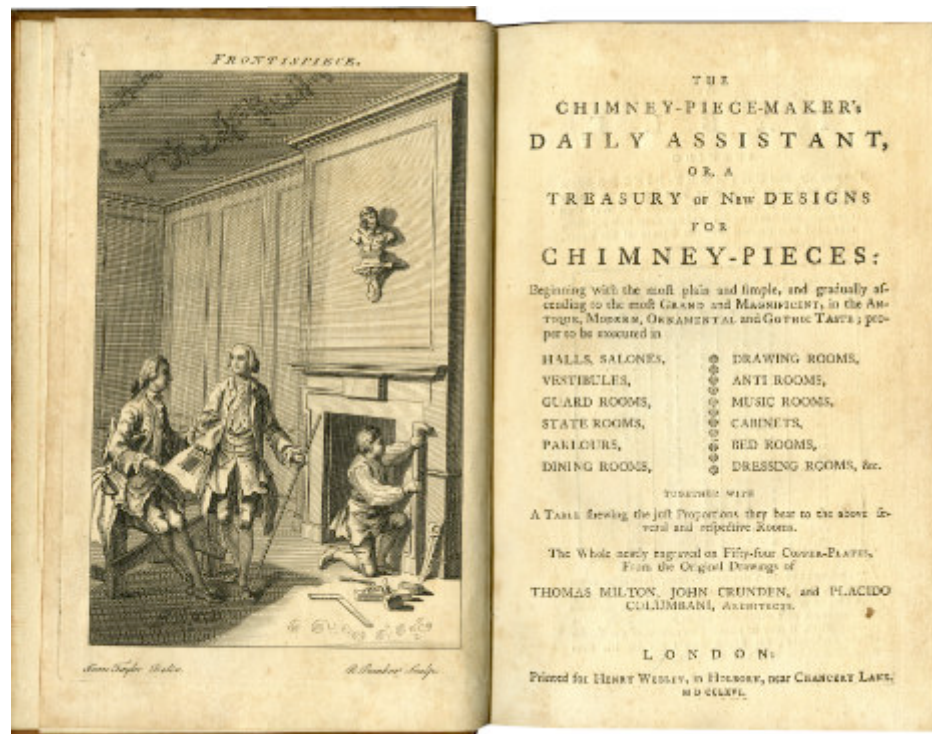 FRONTISPIECE.
THE
CHIMNEY-PIECE-MAKER's
DAILY ASSISTANT,
OR, A
TREASURY OF NEW DESIGNS
FOR
CHIMNEY-PIECES:
Beginning with the moſt plain and ſimple, and gradually aſ-
cending to the moſt GRAND and MAGNIFICENT, in the AN-
TIQUE, MODERN, ORNAMENTAL and GOTHIC TASTE; pro-
per to be executed in
HALLS, SALONES,
VESTIBULES,
GUARD ROOMS,
STATE ROOMS,
PARLOURS,
DINING ROOMS,
DRAWING ROOMS,
ANTI ROOMS,
MUSIC ROOMS,
CABINETS,
BED ROOMS,
DRESSING ROOMS, &c.
TOGETHER WITH
A TABLE ſhewing the juſt Proportions they bear to the above ſe-
veral and reſpective Rooms.
The Whole neatly engraved on Fifty-four COPPER-PLATES,
From the Original Drawings of
THOMAS MILTON, JOHN CRUNDEN, and PLACIDO
COLUMBANI, ARCHITECTS.
LONDON:
Printed for HENRY WEBLEY, in HOLBORN, near CHANCERY LANE,
MDCCLXVI.